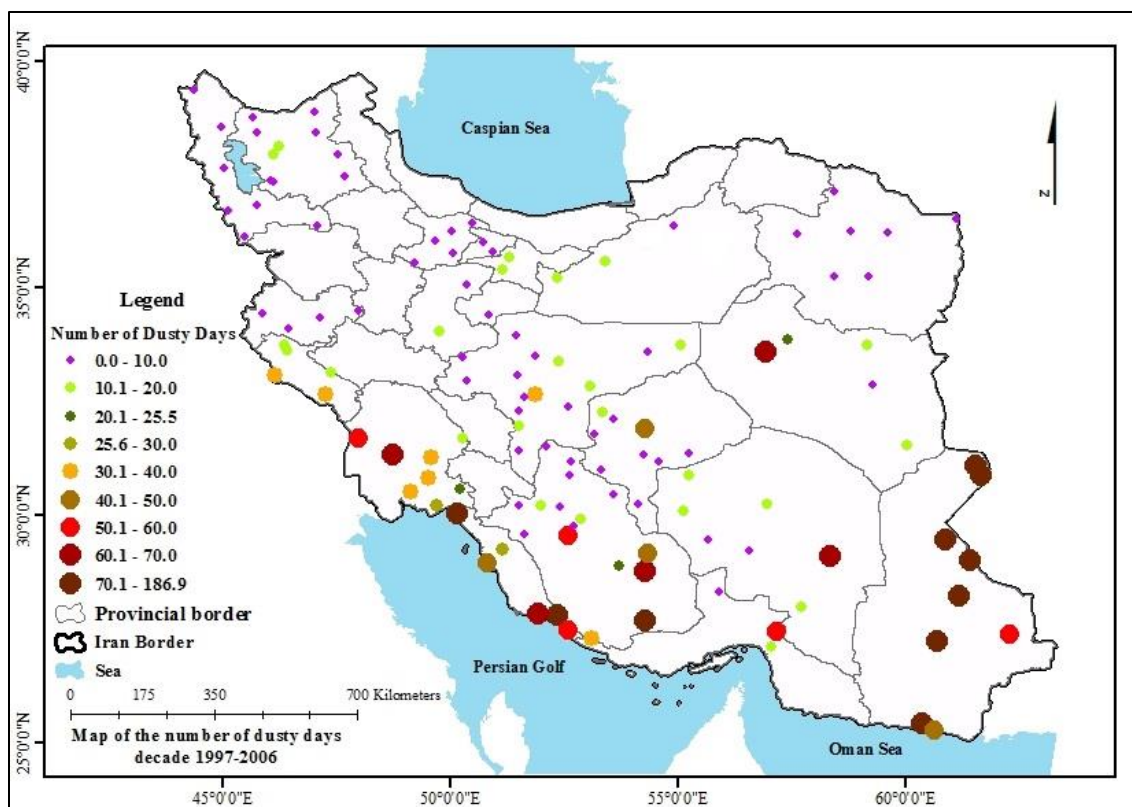 40°0'0"N
35°0'0"N
30°0'0"N
25°0'0"N
Caspian Sea
N
Legend
Number of Dusty Days
0.0 - 10.0
10.1 - 20.0
20.1 - 25.5
25.6 - 30.0
30.1 - 40.0
40.1 - 50.0
50.1 - 60.0
60.1 - 70.0
70.1 - 186.9
Provincial border
Iran Border
Sea
0 175 350 700 Kilometers
Map of the number of dusty days
decade 1997-2006
Persian Golf
Oman Sea
45°0'0"E 50°0'0"E 55°0'0"E 60°0'0"E